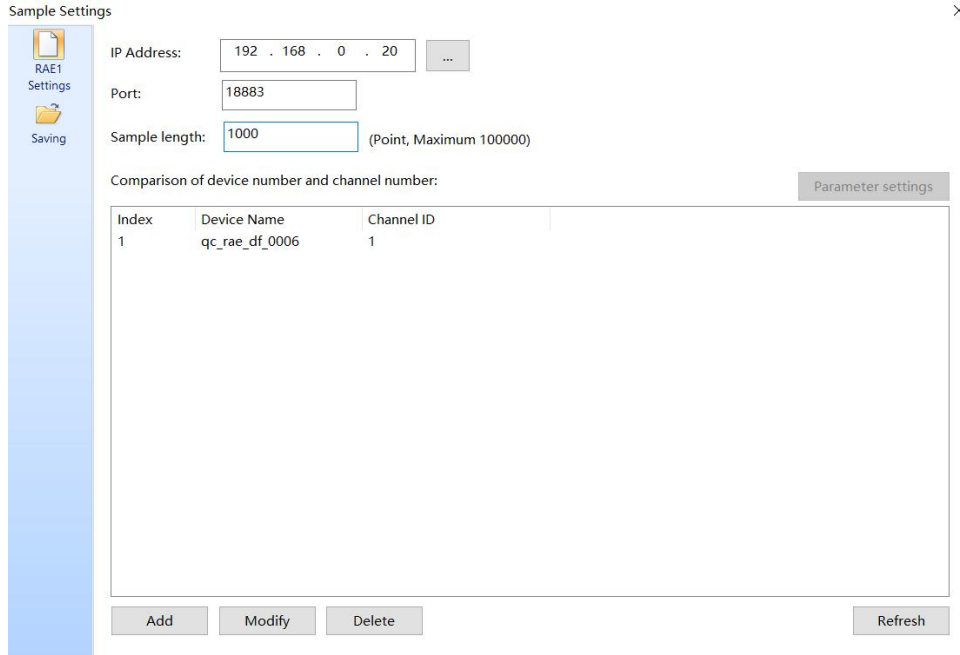 Sample Settings
RAE1
Settings
Saving
IP Address:
192 . 168 . 0 . 20
...
Port:
18883
Sample length:
1000
(Point, Maximum 100000)
Comparison of device number and channel number:
Parameter settings
Index Device Name Channel ID
1 qc_rae_df_0006 1
Add Modify Delete Refresh